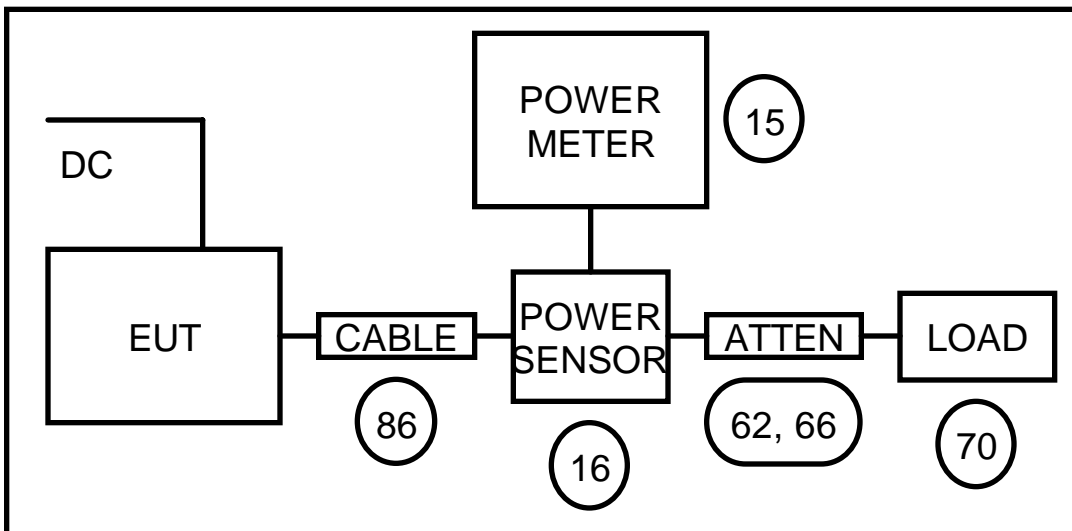 POWER
METER
15
DC
EUT
CABLE
POWER
SENSOR
ATTEN
LOAD
86
16
62, 66
70